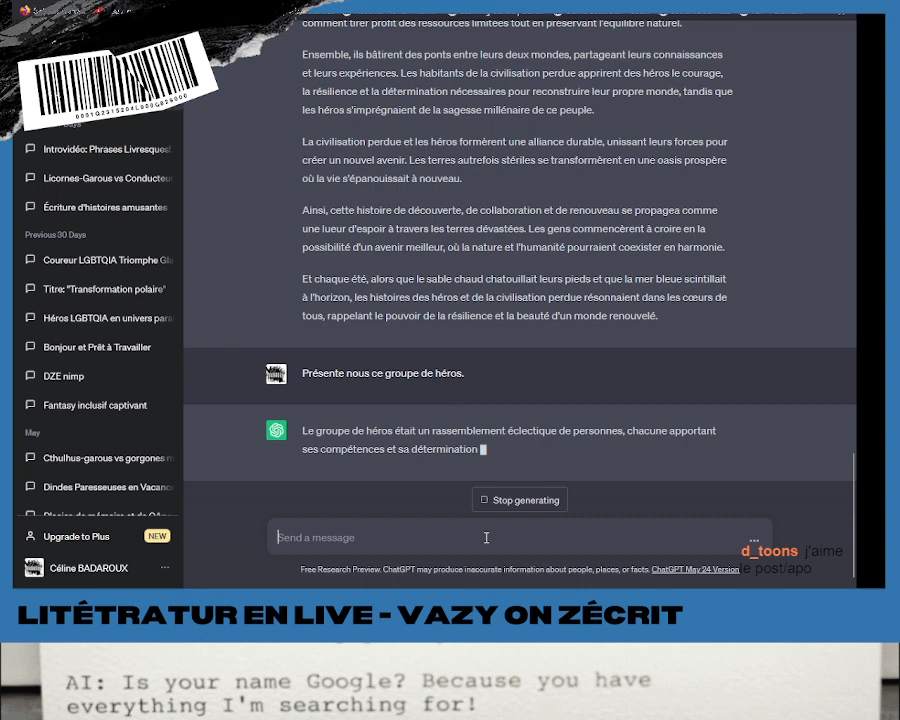 comment tirer profit des ressources limitées tout en préservant l'équilibre naturel.
Ensemble, ils bâtirent des ponts entre leurs deux mondes, partageant leurs connaissances
et leurs expériences. Les habitants de la civilisation perdue apprirent des héros le courage,
la résilience et la détermination nécessaires pour reconstruire leur propre monde, tandis que
les héros s'imprégnaient de la sagesse millénaire de ce peuple.
La civilisation perdue et les héros formèrent une alliance durable, unissant leurs forces pour
créer un nouvel avenir. Les terres autrefois stériles se transformèrent en une oasis prospère
où la vie s'épanouissait à nouveau.
Ainsi, cette histoire de découverte, de collaboration et de renouveau se propagea comme
une lueur d'espoir à travers les terres dévastées. Les gens commencèrent à croire en la
possibilité d'un avenir meilleur, où la nature et l'humanité pourraient coexister en harmonie.
Et chaque été, alors que le sable chaud chatouillait leurs pieds et que la mer bleue scintillait
à l'horizon, les histoires des héros et de la civilisation perdue résonnaient dans les cœurs de
tous, rappelant le pouvoir de la résilience et la beauté d'un monde renouvelé.
Présente nous ce groupe de héros.
Le groupe de héros était un rassemblement éclectique de personnes, chacune apportant
ses compétences et sa détermination
Stop generating
Send a message
Free Research Preview. ChatGPT may produce inaccurate information about people, places, or facts. ChatGPT May 24 Version
d_toons j'aime
le post/apo
Days
Introvidéo: Phrases Livresques!
Licornes-Garous vs Conducteur
Écriture d'histoires amusantes
Previous 30 Days
Coureur LGBTQIA Triomphe Gla
Titre: "Transformation polaire"
Héros LGBTQIA en univers para
Bonjour et Prêt à Travailler
DZE nimp
Fantasy inclusif captivant
May
Cthulhus-garous vs gorgones m
Dindes Paresseuses en Vacanc
Upgrade to Plus NEW
Céline BADAROUX
LITÉTRATUR EN LIVE - VAZY ON ZÉCRIT
AI: Is your name Google? Because you have
everything I'm searching for!